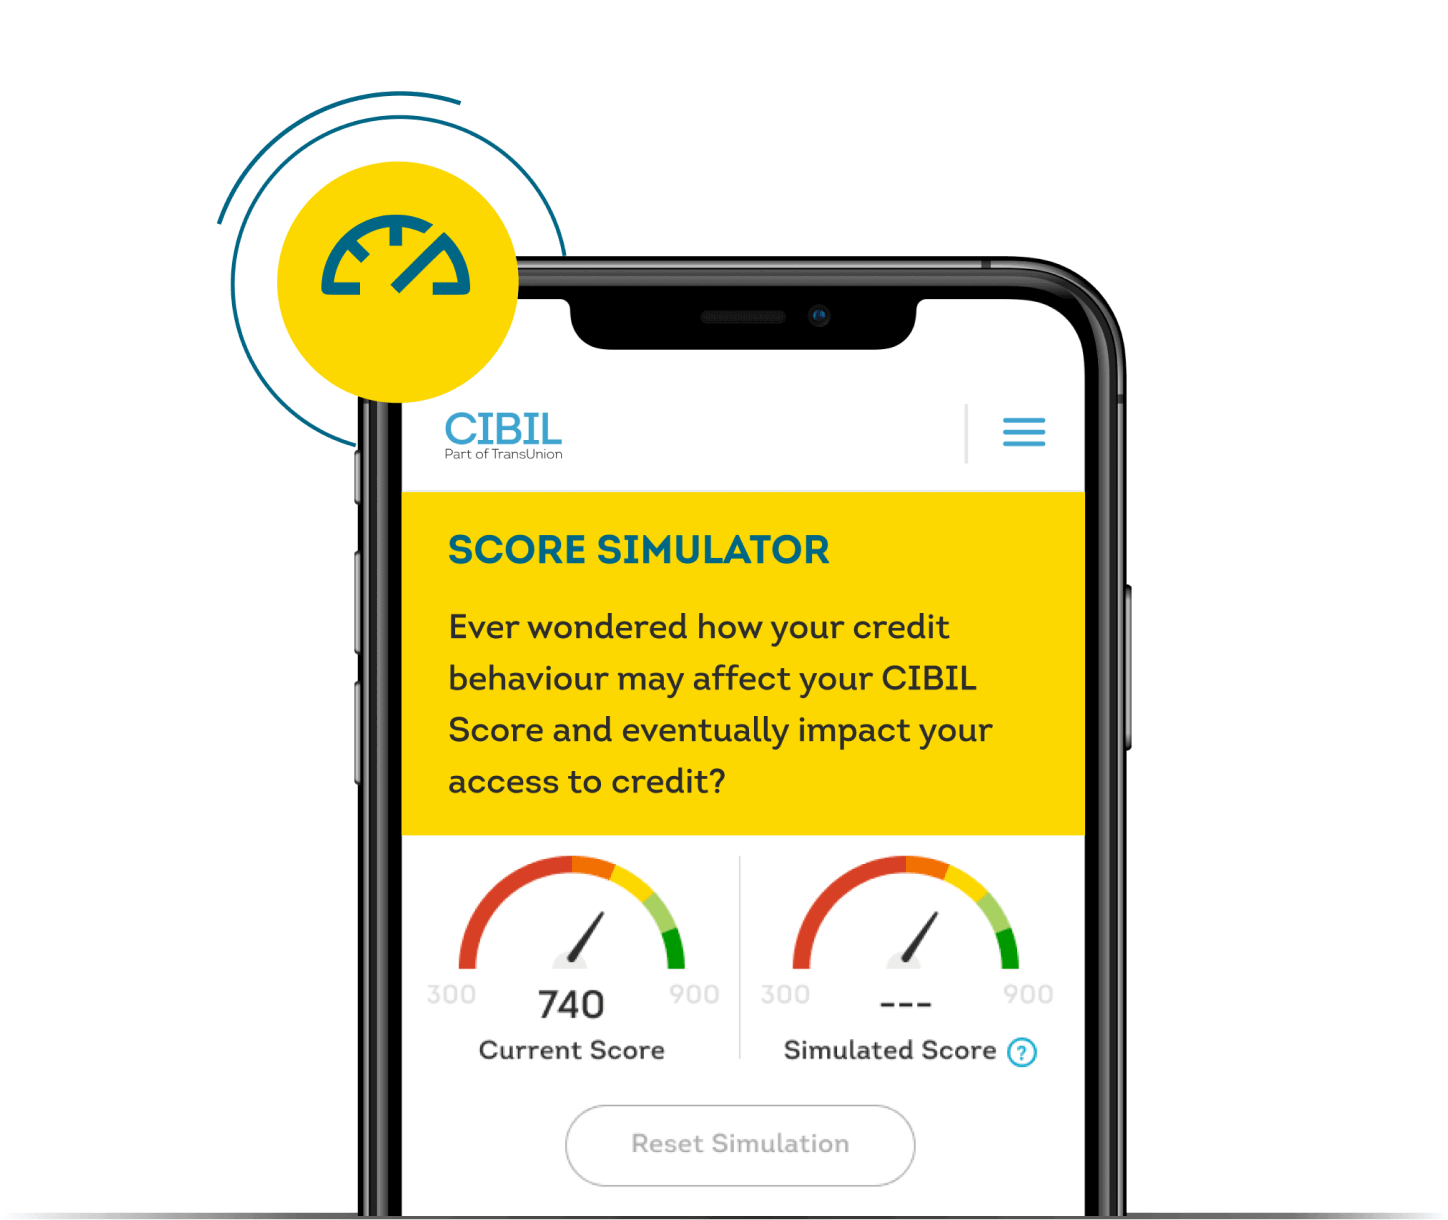 CIBIL
Part of TransUnion
SCORE SIMULATOR
Ever wondered how your credit
behaviour may affect your CIBIL
Score and eventually impact your
access to credit?
300 740 900
Current Score
300 --- 900
Simulated Score ?
Reset Simulation